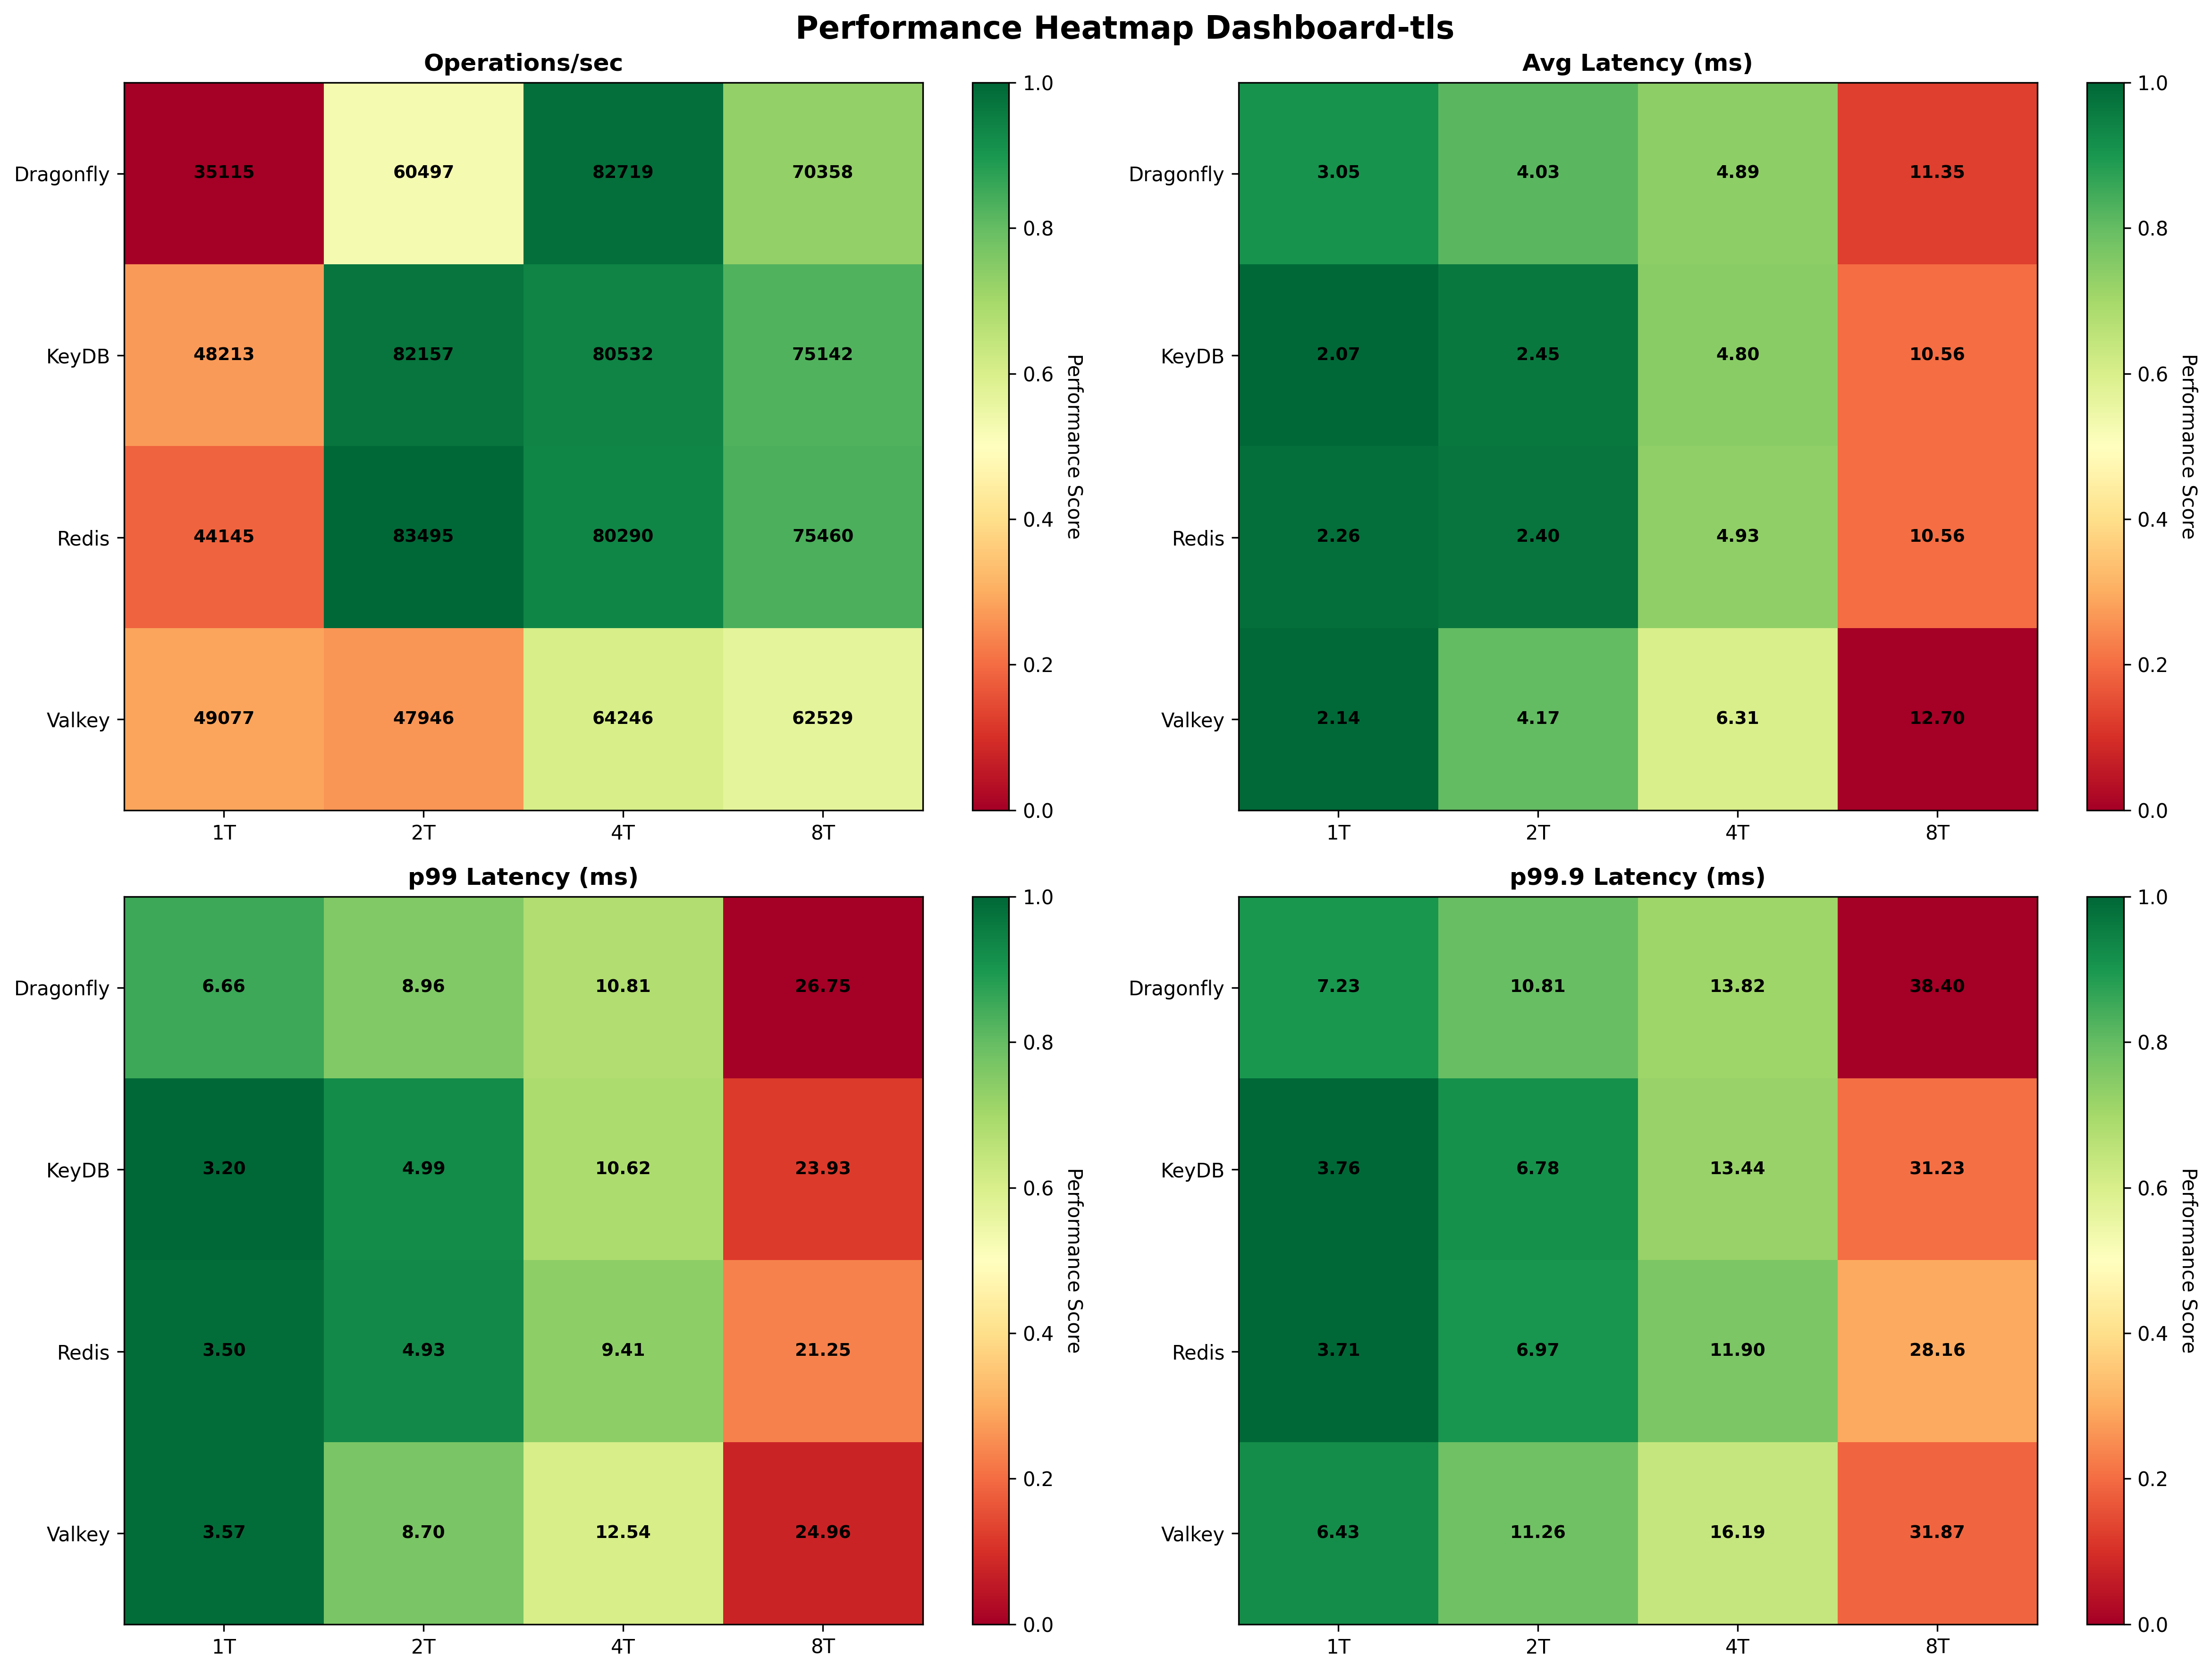 Performance Heatmap Dashboard-tls
Operations/sec
Dragonfly 35115 60497 82719 70358
KeyDB 48213 82157 80532 75142
Redis 44145 83495 80290 75460
Valkey 49077 47946 64246 62529
1T 2T 4T 8T
1.0
0.8
0.6
0.4
0.2
0.0
Performance Score
Avg Latency (ms)
Dragonfly 3.05 4.03 4.89 11.35
KeyDB 2.07 2.45 4.80 10.56
Redis 2.26 2.40 4.93 10.56
Valkey 2.14 4.17 6.31 12.70
1T 2T 4T 8T
1.0
0.8
0.6
0.4
0.2
0.0
Performance Score
p99 Latency (ms)
Dragonfly 6.66 8.96 10.81 26.75
KeyDB 3.20 4.99 10.62 23.93
Redis 3.50 4.93 9.41 21.25
Valkey 3.57 8.70 12.54 24.96
1T 2T 4T 8T
1.0
0.8
0.6
0.4
0.2
0.0
Performance Score
p99.9 Latency (ms)
Dragonfly 7.23 10.81 13.82 38.40
KeyDB 3.76 6.78 13.44 31.23
Redis 3.71 6.97 11.90 28.16
Valkey 6.43 11.26 16.19 31.87
1T 2T 4T 8T
1.0
0.8
0.6
0.4
0.2
0.0
Performance Score